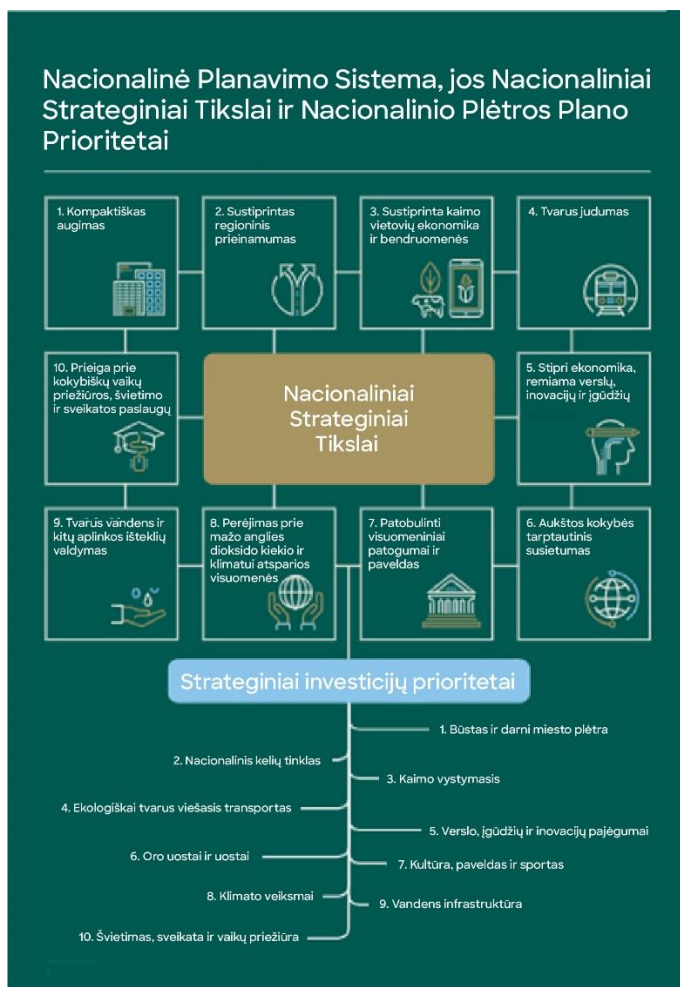 Nacionalinė Planavimo Sistema, jos Nacionaliniai
Strateginiai Tikslai ir Nacionalinio Plėtros Plano
Prioritetai
1. Kompaktiškas
augimas
2. Sustiprintas
regioninis
prieinamumas
3. Sustiprinta kaimo
vietovių ekonomika
ir bendruomenės
4. Tvarus judumas
10. Prieiga prie
kokybiškų vaikų
priežiūros, švietimo
ir sveikatos paslaugų
Nacionaliniai
Strateginiai
Tikslai
5. Stipri ekonomika,
remiama verslų,
inovacijų ir įgūdžių
9. Tvarus vandens ir
kitų aplinkos išteklių
valdymas
8. Perėjimas prie
mažo anglies
dioksido kiekio ir
klimatui atsparios
visuomenės
7. Patobulinti
visuomeniniai
patogumai ir
paveldas
6. Aukštos kokybės
tarptautinis
susietumas
Strateginiai investicijų prioritetai
1. Būstas ir darni miesto plėtra
2. Nacionalinis kelių tinklas
3. Kaimo vystymasis
4. Ekologiškai tvarus viešasis transportas
5. Verslo, įgūdžių ir inovacijų pajėgumai
6. Oro uostai ir uostai
7. Kultūra, paveldas ir sportas
8. Klimato veiksmai
9. Vandens infrastruktūra
10. Švietimas, sveikata ir vaikų priežiūra